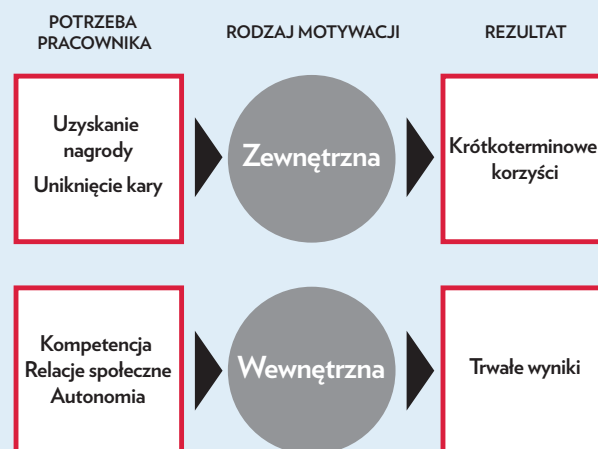 POTRZEBA
PRACOWNIKA
RODZAJ MOTYWACJI
REZULTAT
Uzyskanie
nagrody
Uniknięcie kary
Zewnętrzna
Krótkoterminowe
korzyści
Kompetencja
Relacje społeczne
Autonomia
Wewnętrzna
Trwałe wyniki